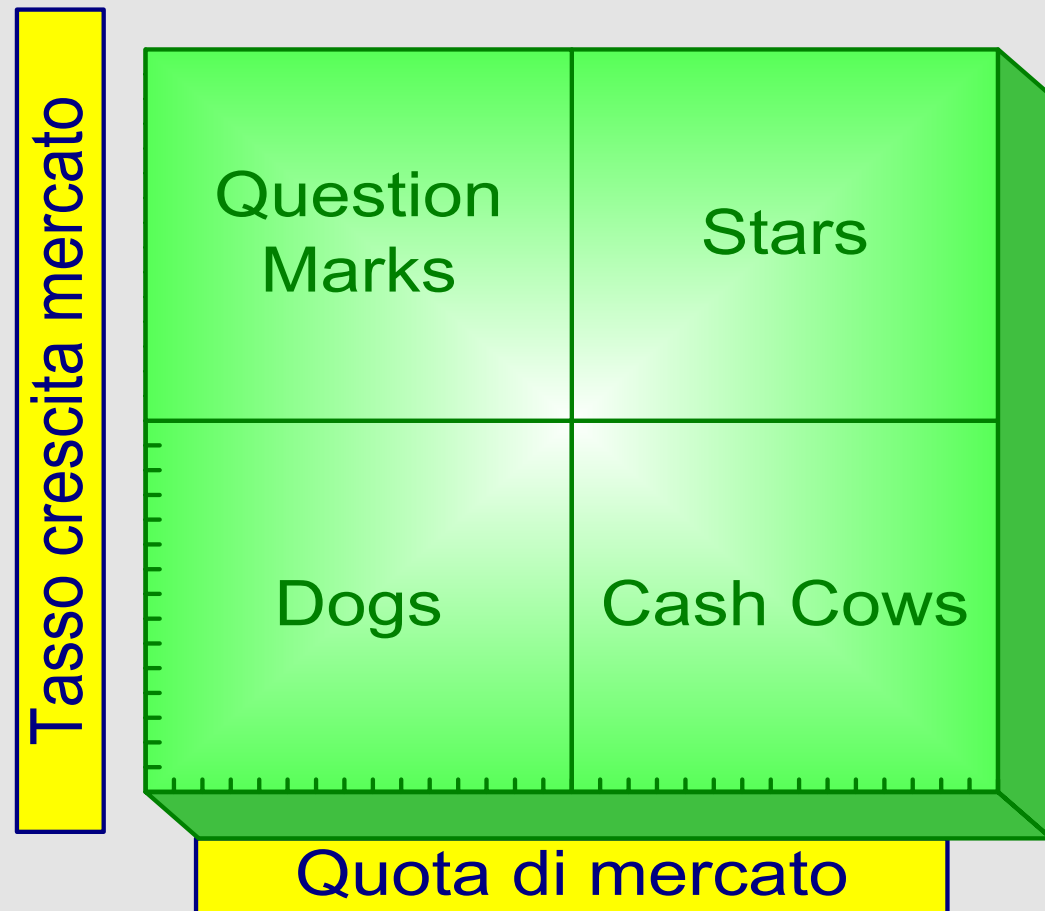 Tasso crescita mercato
Question
Marks
Stars
Dogs
Cash Cows
Quota di mercato